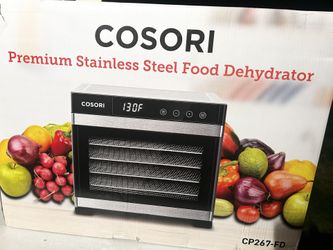 COSORI
Premium Stainless Steel Food Dehydrator
COSORI
130F
CP267-FD